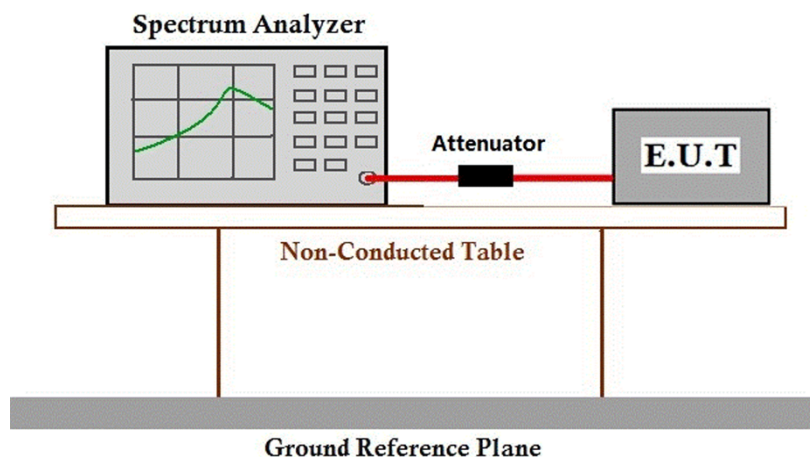 Spectrum Analyzer
Attenuator
E.U.T
Non-Conducted Table
Ground Reference Plane